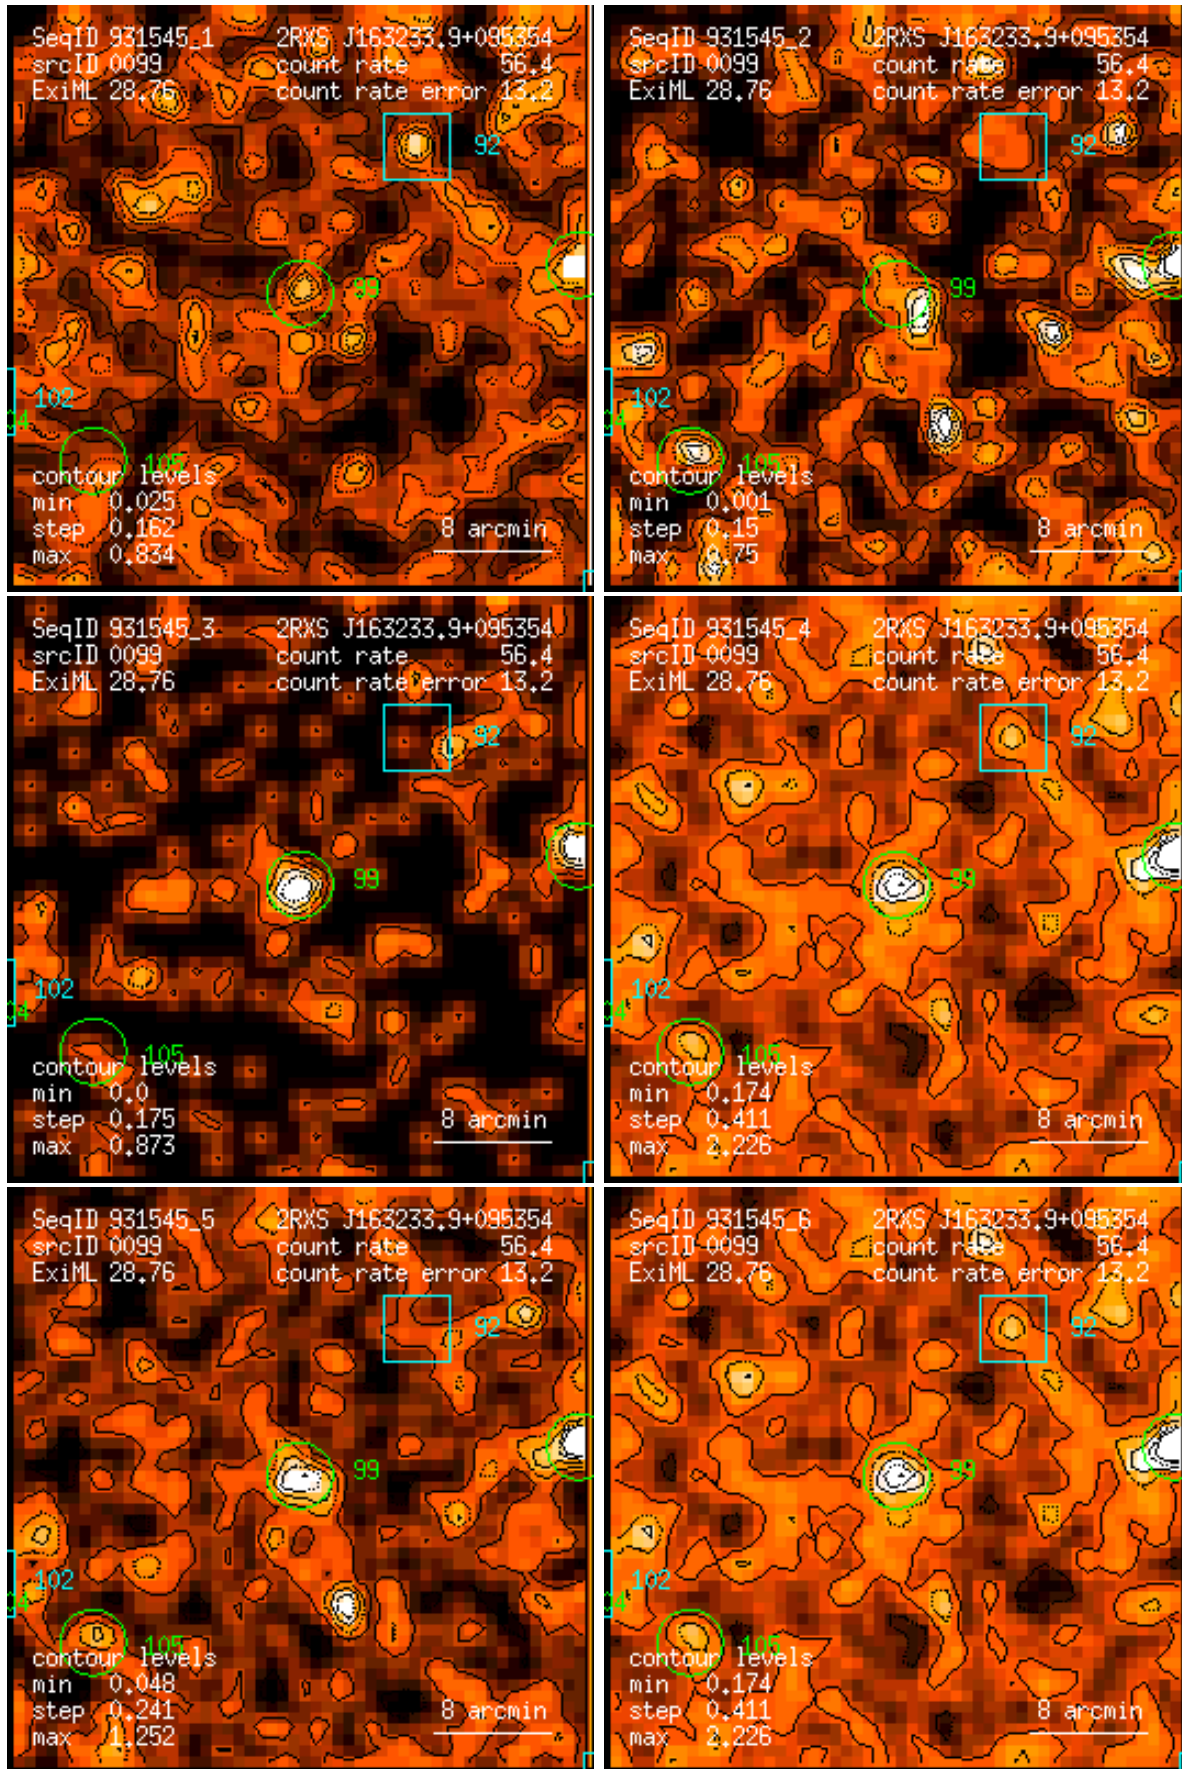 SeqID 931545_1 2RXS J163233.9+095354
srcID 0099 count rate 56.4
ExiML 28.76 count rate error 13.2
92
99
102
4
105
contour levels
min 0.025
step 0.162 8 arcmin
max 0.834
SeqID 931545_2 2RXS J163233.9+095354
srcID 0099 count rate 56.4
ExiML 28.76 count rate error 13.2
92
99
102
4
105
contour levels
min 0.001
step 0.15 8 arcmin
max 0.75
SeqID 931545_3 2RXS J163233.9+095354
srcID 0099 count rate 56.4
ExiML 28.76 count rate error 13.2
92
99
102
4
105
contour levels
min 0.0
step 0.175 8 arcmin
max 0.873
SeqID 931545_4 2RXS J163233.9+095354
srcID 0099 count rate 56.4
ExiML 28.76 count rate error 13.2
92
99
102
4
105
contour levels
min 0.174
step 0.411 8 arcmin
max 2.226
SeqID 931545_5 2RXS J163233.9+095354
srcID 0099 count rate 56.4
ExiML 28.76 count rate error 13.2
92
99
102
4
105
contour levels
min 0.048
step 0.241 8 arcmin
max 1.252
SeqID 931545_6 2RXS J163233.9+095354
srcID 0099 count rate 56.4
ExiML 28.76 count rate error 13.2
92
99
102
4
105
contour levels
min 0.174
step 0.411 8 arcmin
max 2.226